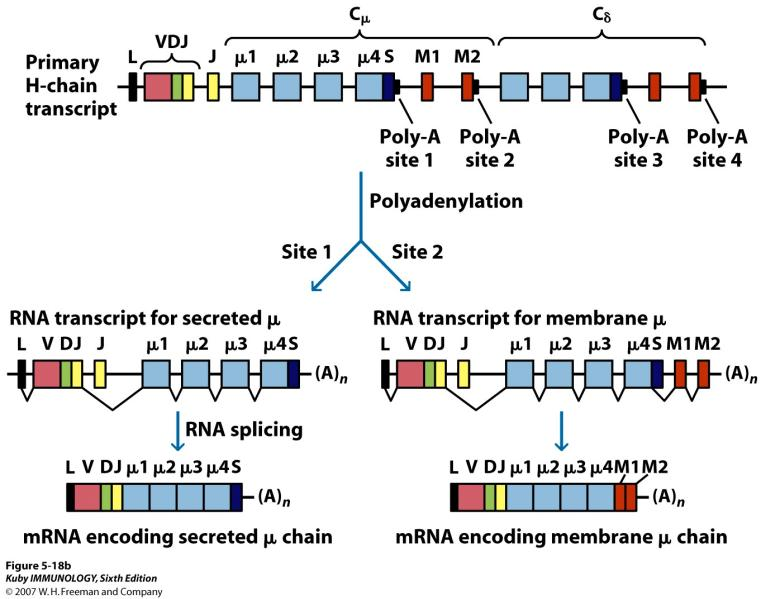 Cμ Cδ
VDJ
L J μ1 μ2 μ3 μ4 S M1 M2
Primary
H-chain
transcript
Poly-A
site 1
Poly-A
site 2
Poly-A
site 3
Poly-A
site 4
Polyadenylation
Site 1 Site 2
RNA transcript for secreted μ
L V DJ J μ1 μ2 μ3 μ4 S
(A)n
RNA splicing
L V DJ μ1 μ2 μ3 μ4 S
(A)n
mRNA encoding secreted μ chain
RNA transcript for membrane μ
L V DJ J μ1 μ2 μ3 μ4 S M1 M2
(A)n
L V DJ μ1 μ2 μ3 μ4 M1 M2
(A)n
mRNA encoding membrane μ chain
Figure 5-18b
Kuby IMMUNOLOGY, Sixth Edition
© 2007 W. H. Freeman and Company